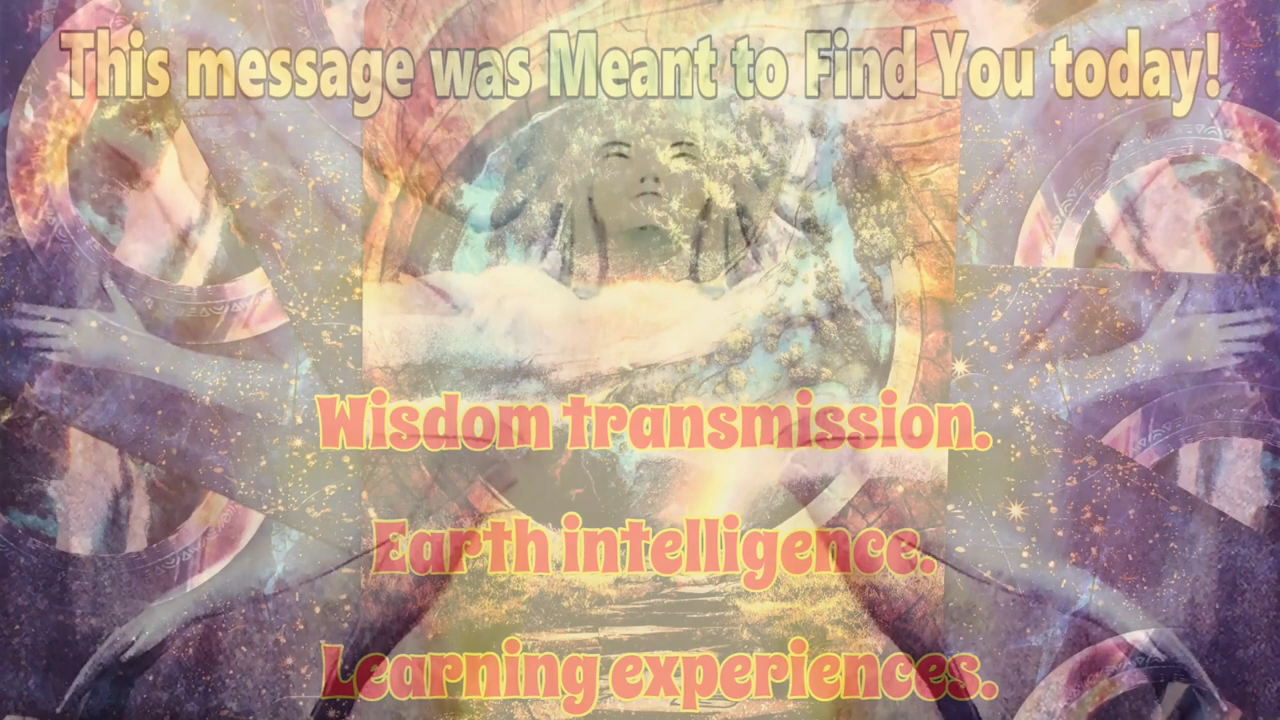 This message was Meant to Find You today!
Wisdom transmission.
Earth intelligence.
Learning experiences.